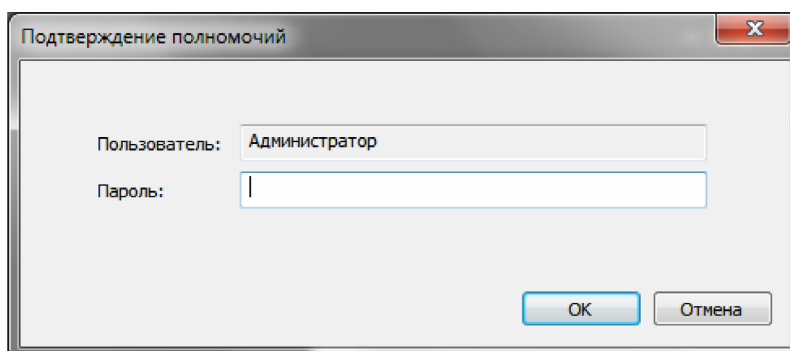 Подтверждение полномочий
Пользователь: Администратор
Пароль:
OK Отмена